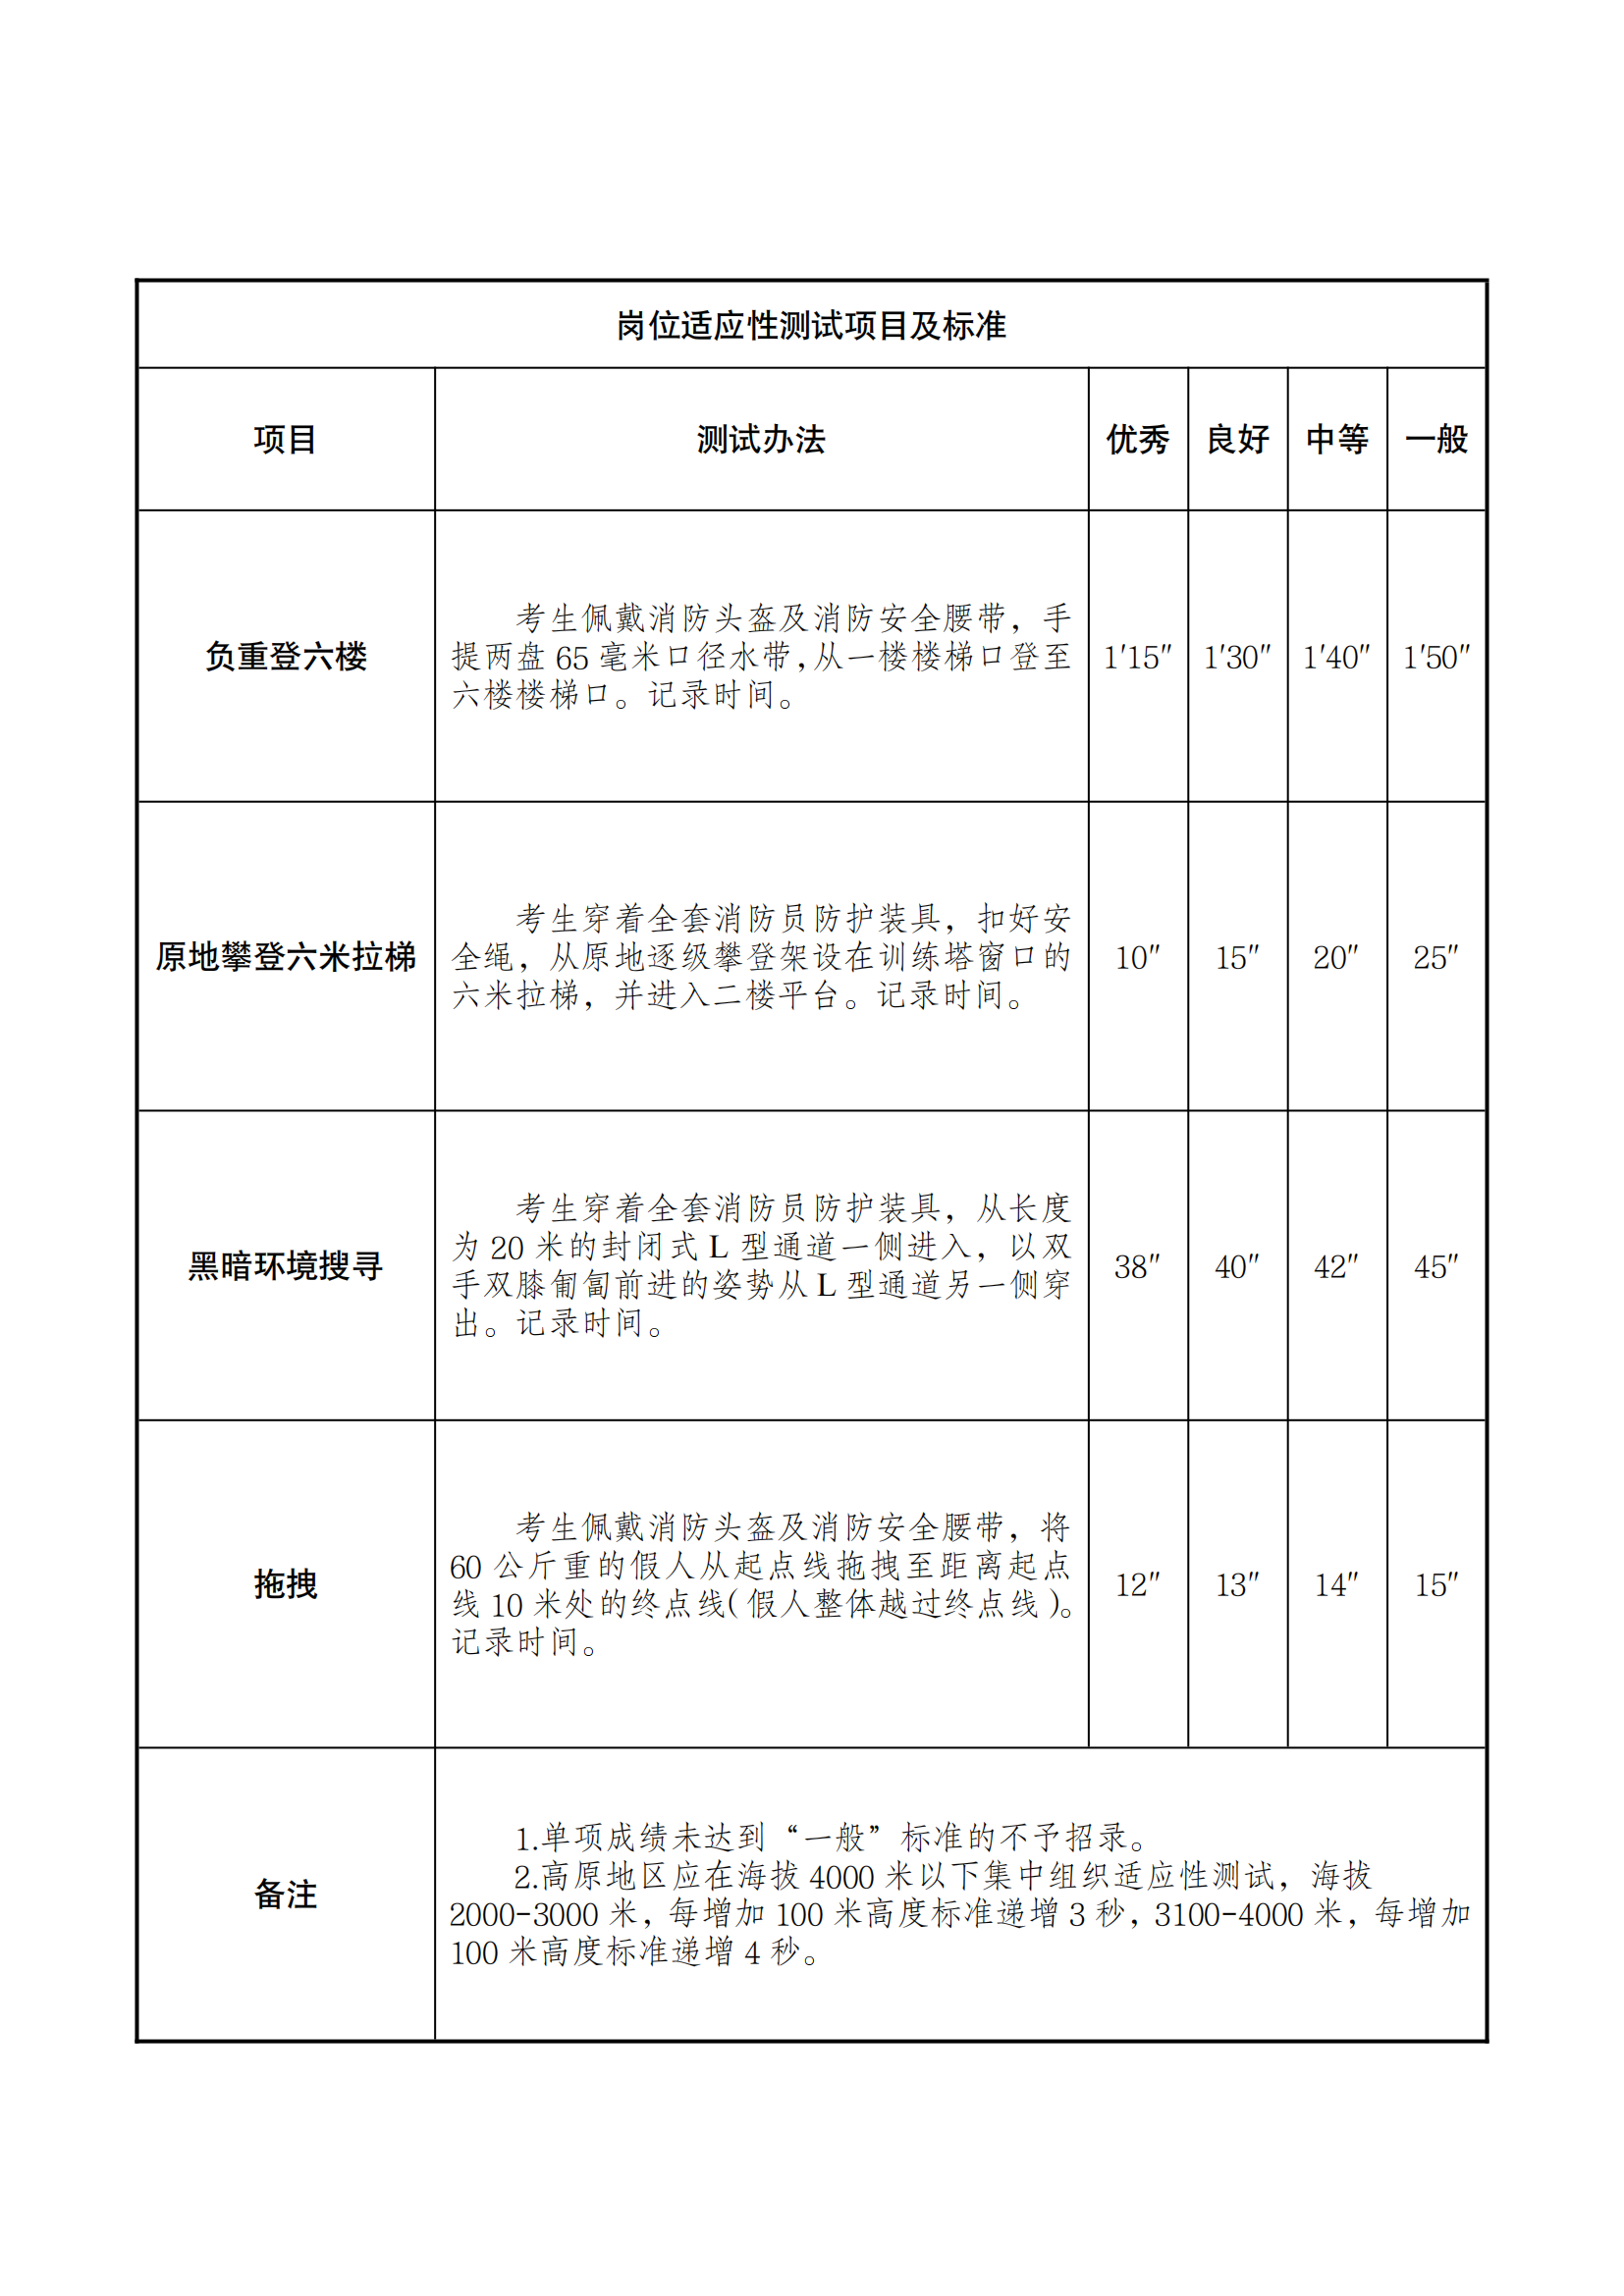 岗位适应性测试项目及标准
项目 测试办法 优秀 良好 中等 一般
考生佩戴消防头盔及消防安全腰带，手
负重登六楼 提两盘 65 毫米口径水带,从一楼楼梯口登至 1′15″ 1′30″ 1′40″ 1′50″
六楼楼梯口。记录时间。
考生穿着全套消防员防护装具，扣好安
原地攀登六米拉梯 全绳，从原地逐级攀登架设在训练塔窗口的 10″ 15″ 20″ 25″
六米拉梯，并进入二楼平台。记录时间。
考生穿着全套消防员防护装具，从长度
为 20 米的封闭式 L 型通道一侧进入，以双
黑暗环境搜寻 38″ 40″ 42″ 45″
手双膝匍匐前进的姿势从 L 型通道另一侧穿
出。记录时间。
考生佩戴消防头盔及消防安全腰带，将
60 公斤重的假人从起点线拖拽至距离起点
拖拽 12″ 13″ 14″ 15″
线 10 米处的终点线(假人整体越过终点线)。
记录时间。
1.单项成绩未达到“一般”标准的不予招录。
2.高原地区应在海拔 4000 米以下集中组织适应性测试，海拔
备注
2000-3000 米，每增加 100 米高度标准递增 3 秒，3100-4000 米，每增加
100 米高度标准递增 4 秒。